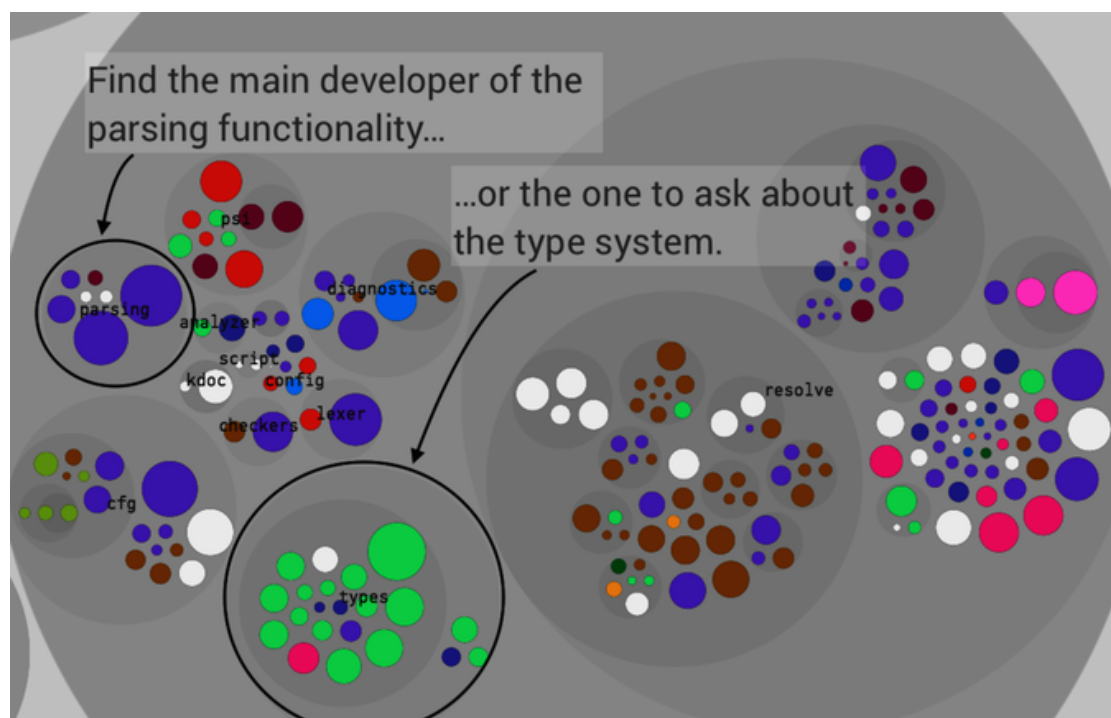 Find the main developer of the
parsing functionality…
…or the one to ask about
the type system.
psi
diagnostics
parsing
analyzer
script
kdoc
config
resolve
lexer
checkers
cfg
types